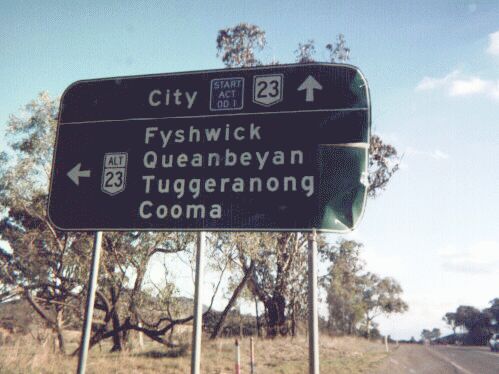 City START ACT 00.1 23
Fyshwick
Queanbeyan
ALT 23 Tuggeranong
Cooma